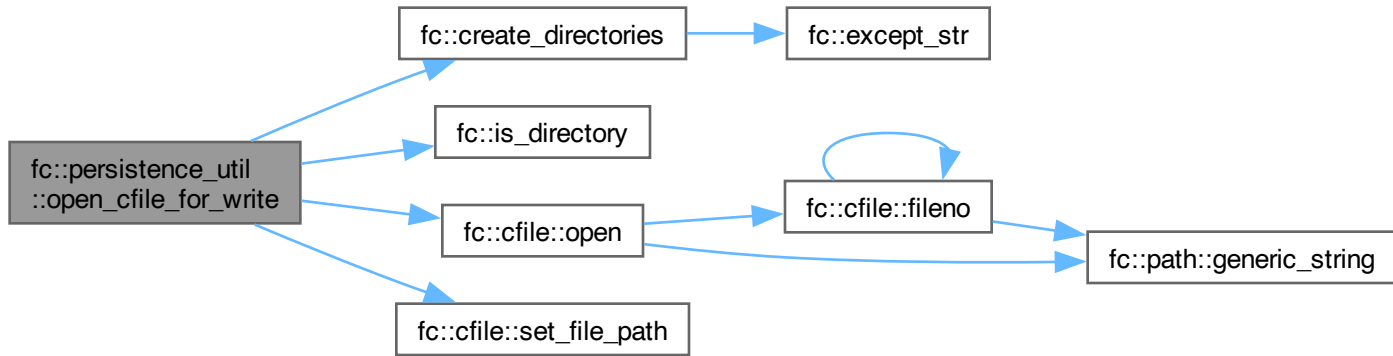 fc::persistence_util
::open_cfile_for_write
fc::create_directories
fc::except_str
fc::is_directory
fc::cfile::open
fc::cfile::fileno
fc::path::generic_string
fc::cfile::set_file_path